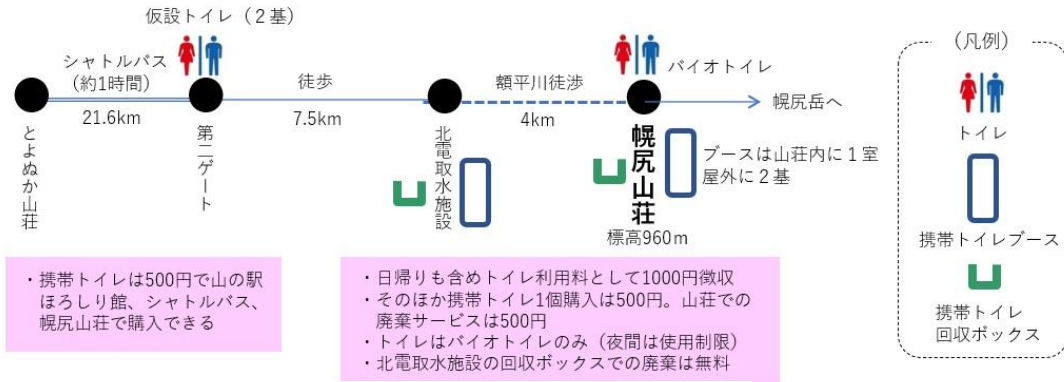 仮設トイレ（２基）
シャトルバス
(約1時間)
21.6km
徒歩
7.5km
額平川徒渉
4km
バイオトイレ
幌尻岳へ
とよぬか山荘
第二ゲート
北電取水施設
幌尻山荘
標高960ｍ
ブースは山荘内に１室
屋外に２基
・携帯トイレは500円で山の駅
ほろしり館、シャトルバス、
幌尻山荘で購入できる
・日帰りも含めトイレ利用料として1000円徴収
・そのほか携帯トイレ1個購入は500円。山荘での
廃棄サービスは500円
・トイレはバイオトイレのみ（夜間は使用制限）
・北電取水施設の回収ボックスでの廃棄は無料
（凡例）
トイレ
携帯トイレブース
携帯トイレ
回収ボックス